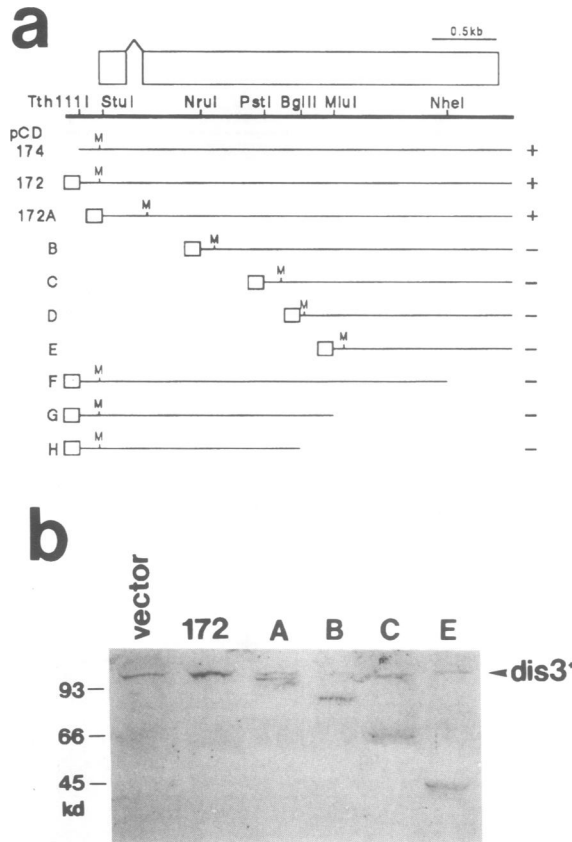 a
0.5kb
Tth111I StuI NruI PstI BglII MluI NheI
pCD
174 M +
172 M +
172A M +
B M −
C M −
D M −
E M −
F M −
G M −
H M −
b
vector 172 A B C E
dis3⁺
93
66
45
kd